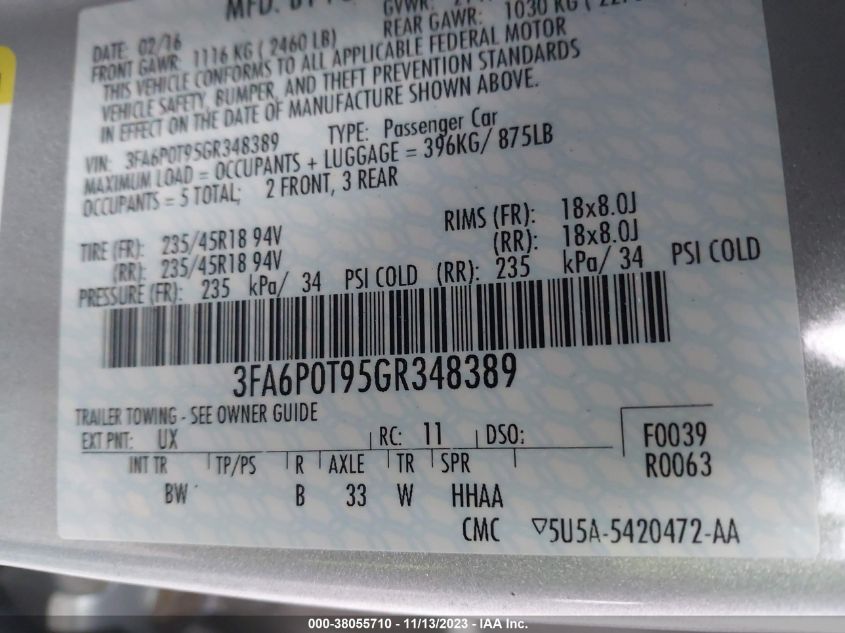 MFD. BY
GVWR:
DATE: 02/16
REAR GAWR: 1030 KG
FRONT GAWR: 1116 KG ( 2460 LB)
THIS VEHICLE CONFORMS TO ALL APPLICABLE FEDERAL MOTOR
VEHICLE SAFETY, BUMPER, AND THEFT PREVENTION STANDARDS
IN EFFECT ON THE DATE OF MANUFACTURE SHOWN ABOVE.
VIN: 3FA6P0T95GR348389 TYPE: Passenger Car
MAXIMUM LOAD = OCCUPANTS + LUGGAGE = 396KG/ 875LB
OCCUPANTS = 5 TOTAL; 2 FRONT, 3 REAR
TIRE (FR): 235/45R18 94V RIMS (FR): 18x8.0J
(RR): 235/45R18 94V (RR): 18x8.0J
PRESSURE (FR): 235 kPa/ 34 PSI COLD (RR): 235 kPa/ 34 PSI COLD
3FA6P0T95GR348389
TRAILER TOWING - SEE OWNER GUIDE
EXT PNT: UX RC: 11 DSO: F0039
INT TR TP/PS R AXLE TR SPR R0063
BW B 33 W HHAA
CMC ▽5U5A-5420472-AA
000-38055710 - 11/13/2023 - IAA Inc.